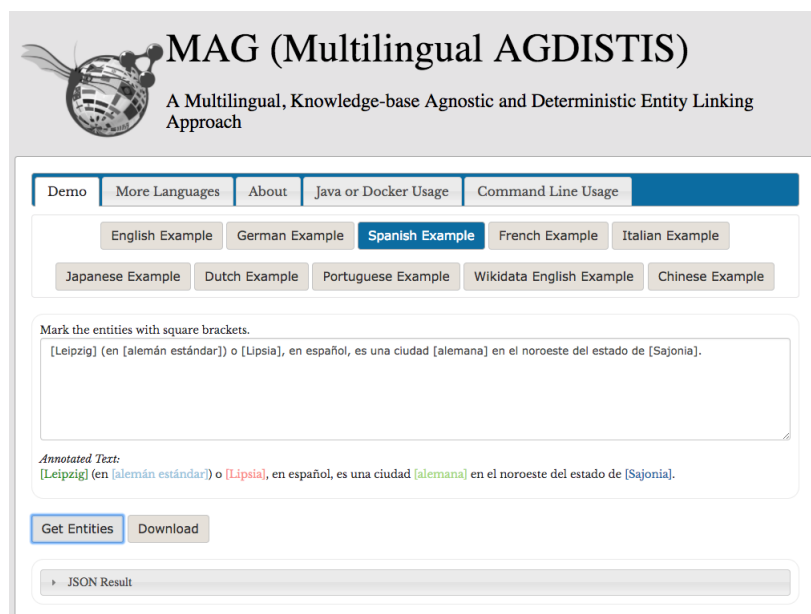 MAG (Multilingual AGDISTIS)
A Multilingual, Knowledge-base Agnostic and Deterministic Entity Linking
Approach
Demo More Languages About Java or Docker Usage Command Line Usage
English Example German Example Spanish Example French Example Italian Example
Japanese Example Dutch Example Portuguese Example Wikidata English Example Chinese Example
Mark the entities with square brackets.
[Leipzig] (en [alemán estándar]) o [Lipsia], en español, es una ciudad [alemana] en el noroeste del estado de [Sajonia].
Annotated Text:
[Leipzig] (en [alemán estándar]) o [Lipsia], en español, es una ciudad [alemana] en el noroeste del estado de [Sajonia].
Get Entities Download
JSON Result